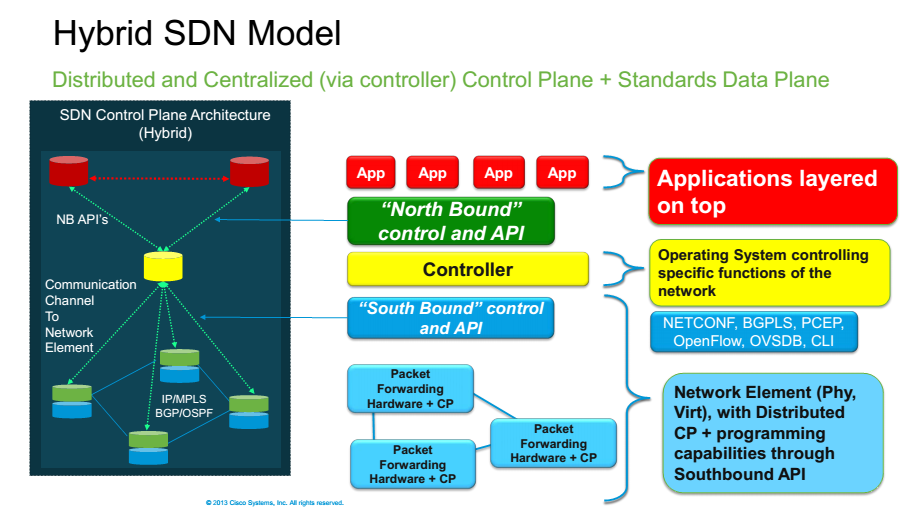 Hybrid SDN Model
Distributed and Centralized (via controller) Control Plane + Standards Data Plane
SDN Control Plane Architecture
(Hybrid)
NB API's
Communication
Channel
To
Network
Element
IP/MPLS
BGP/OSPF
App
App
App
App
Applications layered
on top
“North Bound”
control and API
Controller
Operating System controlling
specific functions of the
network
“South Bound” control
and API
NETCONF, BGPLS, PCEP,
OpenFlow, OVSDB, CLI
Packet
Forwarding
Hardware + CP
Packet
Forwarding
Hardware + CP
Packet
Forwarding
Hardware + CP
Network Element (Phy,
Virt), with Distributed
CP + programming
capabilities through
Southbound API
© 2013 Cisco Systems, Inc. All rights reserved.